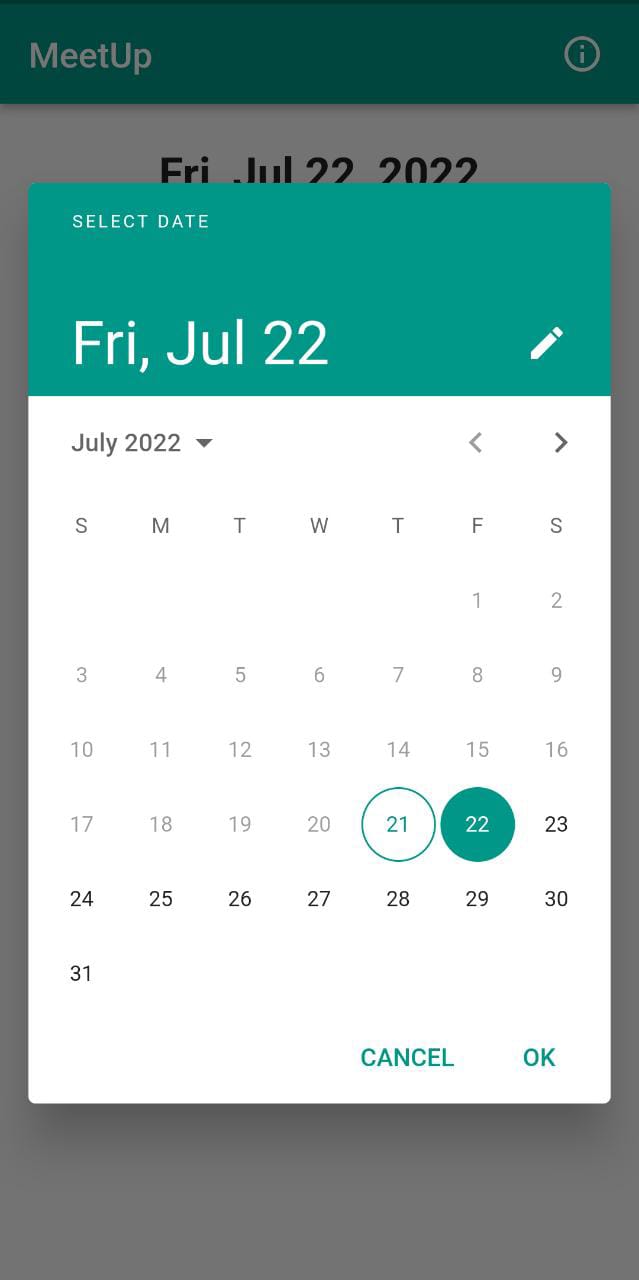 MeetUp
Fri, Jul 22, 2022
SELECT DATE
Fri, Jul 22
July 2022
S M T W T F S
1 2
3 4 5 6 7 8 9
10 11 12 13 14 15 16
17 18 19 20 21 22 23
24 25 26 27 28 29 30
31
CANCEL OK